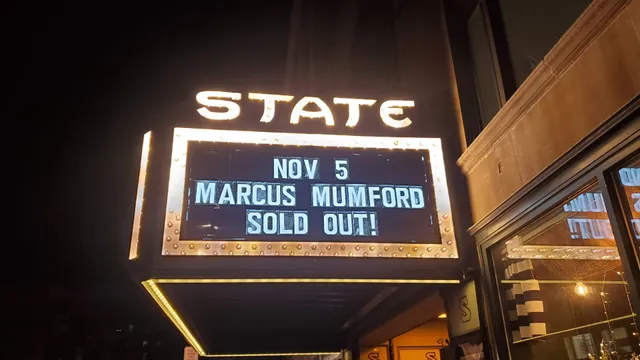 STATE
NOV 5
MARCUS MUMFORD
SOLD OUT!
S
S
S